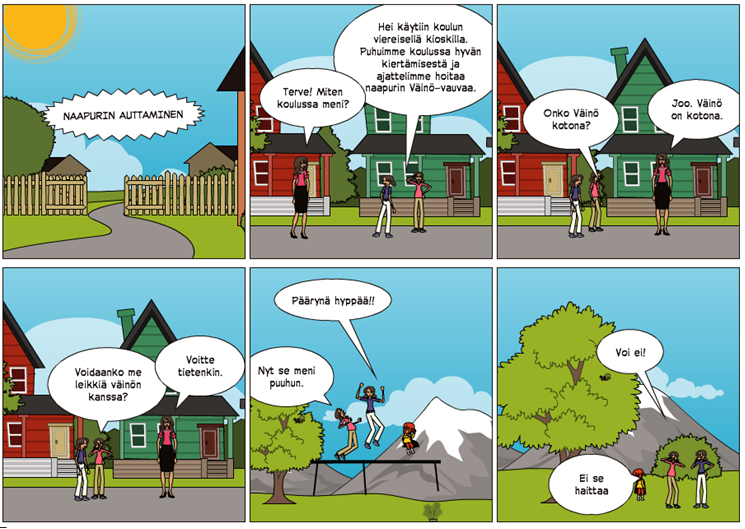 NAAPURIN AUTTAMINEN
Terve! Miten
koulussa meni?
Hei käytiin koulun
viereisellä kioskilla.
Puhuimme koulussa hyvän
kiertämisestä ja
ajattelimme hoitaa
naapurin Väinö-vauvaa.
Onko Väinö
kotona?
Joo. Väinö
on kotona.
Voidaanko me
leikkiä väinön
kanssa?
Voitte
tietenkin.
Päärynä hyppää!!
Nyt se meni
puuhun.
Voi ei!
Ei se
haittaa